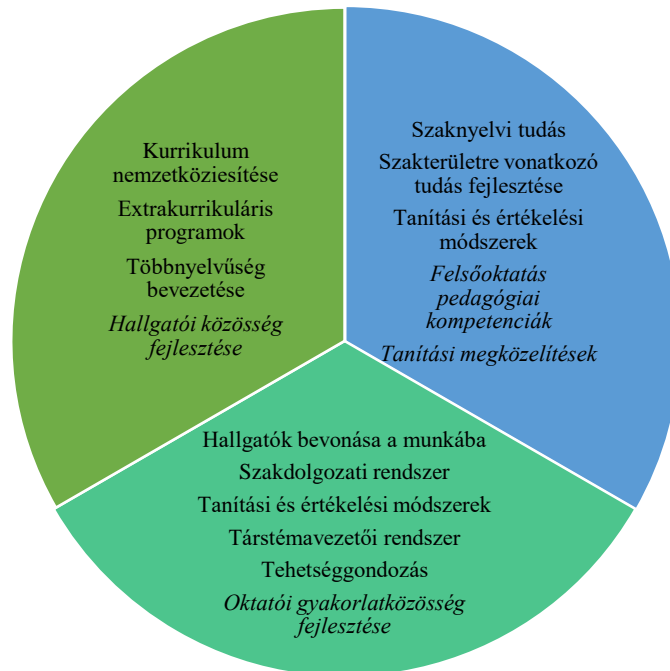 Kurrikulum
nemzetköziesítése
Extrakurrikuláris
programok
Többnyelvűség
bevezetése
Hallgatói közösség
fejlesztése
Szaknyelvi tudás
Szakterületre vonatkozó
tudás fejlesztése
Tanítási és értékelési
módszerek
Felsőoktatás
pedagógiai
kompetenciák
Tanítási megközelítések
Hallgatók bevonása a munkába
Szakdolgozati rendszer
Tanítási és értékelési módszerek
Társtémavezetői rendszer
Tehetséggondozás
Oktatói gyakorlatközösség
fejlesztése